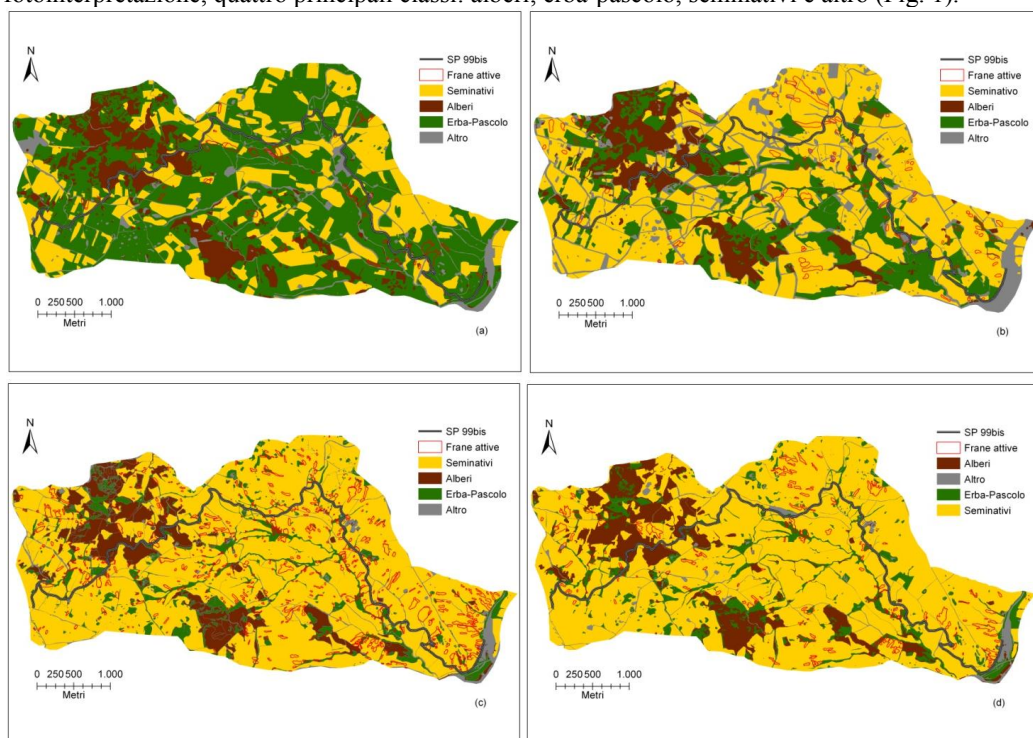 fotointerpretazione, quattro principali classi: alberi, erba-pascolo, seminativi e altro (Fig. 1).
N
SP 99bis
Frane attive
Seminativi
Alberi
Erba-Pascolo
Altro
0 250 500 1.000
Metri
(a)
N
SP 99bis
Frane attive
Seminativo
Alberi
Erba-Pascolo
Altro
0 250 500 1.000
Metri
(b)
N
SP 99bis
Frane attive
Seminativi
Alberi
Erba-Pascolo
Altro
0 250 500 1.000
Metri
(c)
N
SP 99bis
Frane attive
Alberi
Altro
Erba-Pascolo
Seminativi
0 250 500 1.000
Metri
(d)